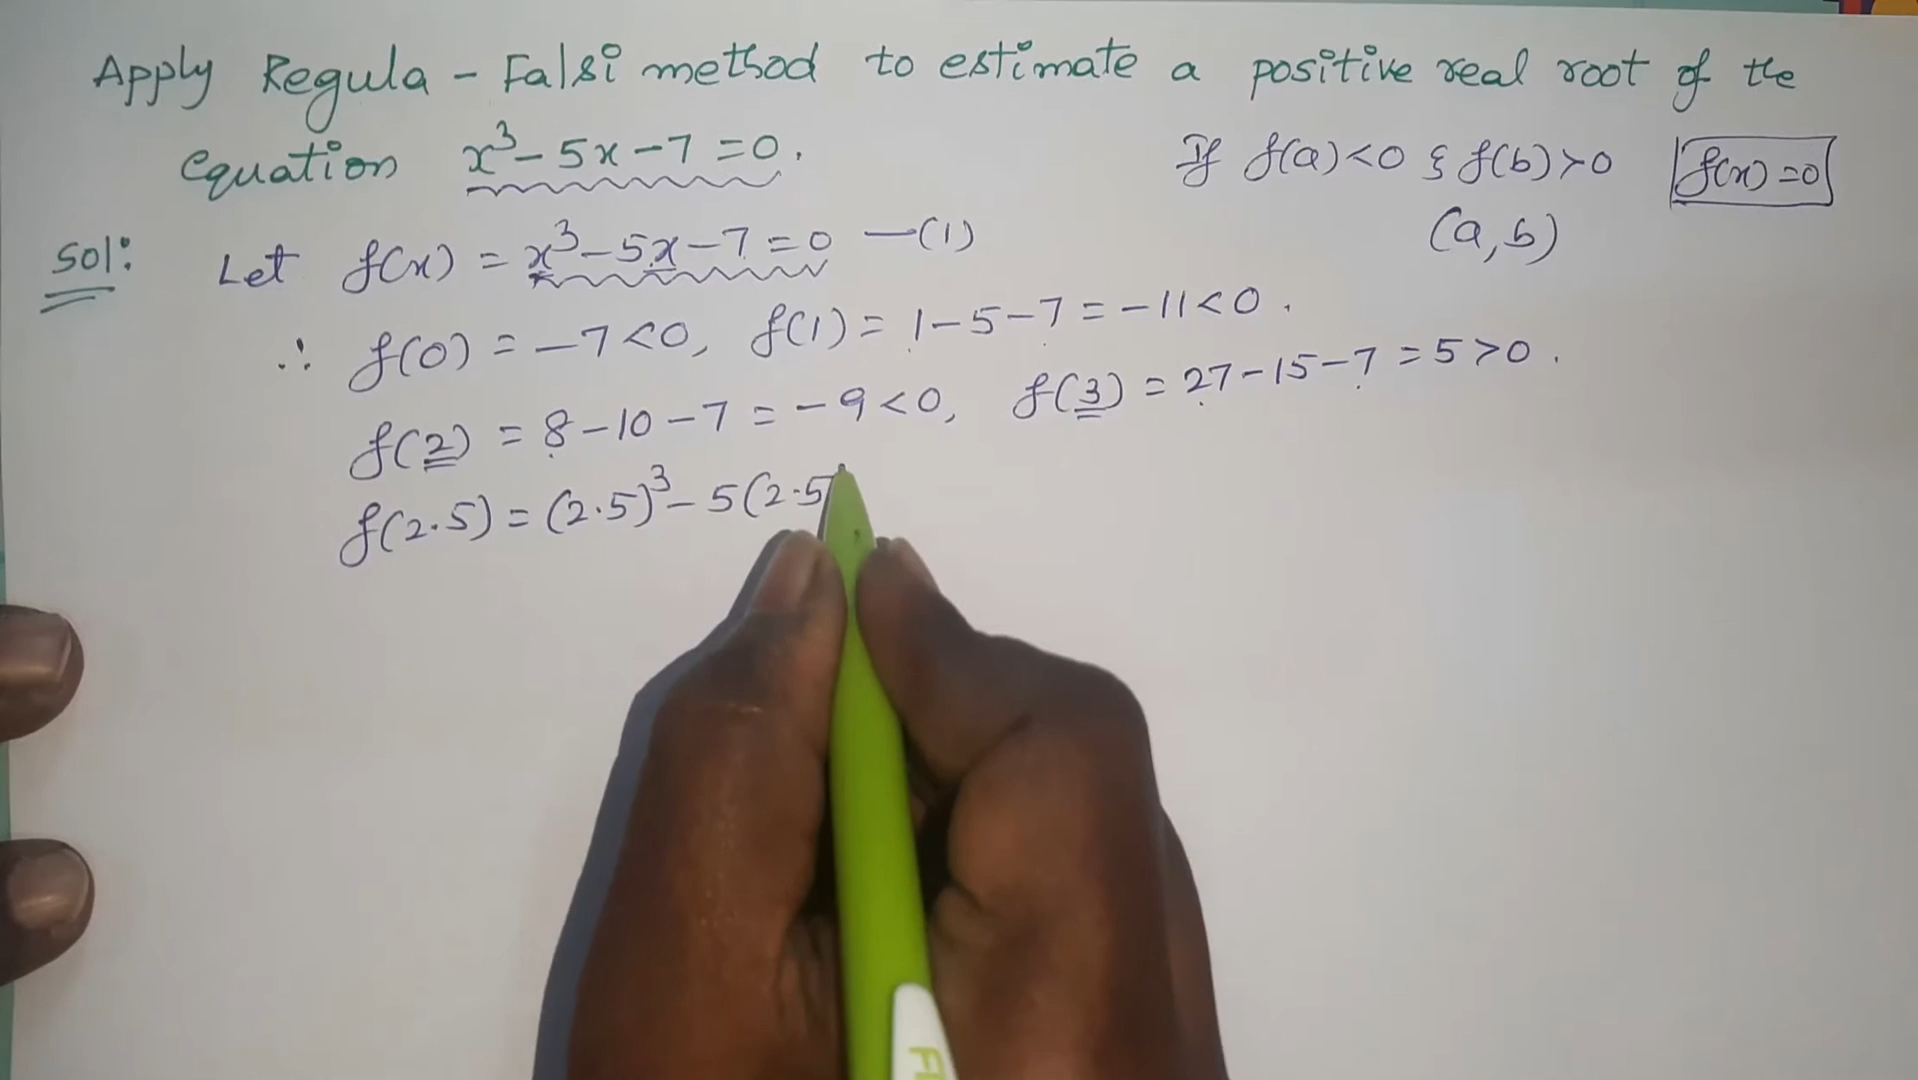 Apply Regula - Falsi method to estimate a positive real root of the
equation x³ - 5x - 7 = 0.
If f(a) < 0 & f(b) > 0 f(x) = 0
(a, b)
Sol: Let f(x) = x³ - 5x - 7 = 0 —(1)
∴ f(0) = -7 < 0, f(1) = 1 - 5 - 7 = -11 < 0.
f(2) = 8 - 10 - 7 = -9 < 0, f(3) = 27 - 15 - 7 = 5 > 0.
f(2.5) = (2.5)³ - 5(2.5